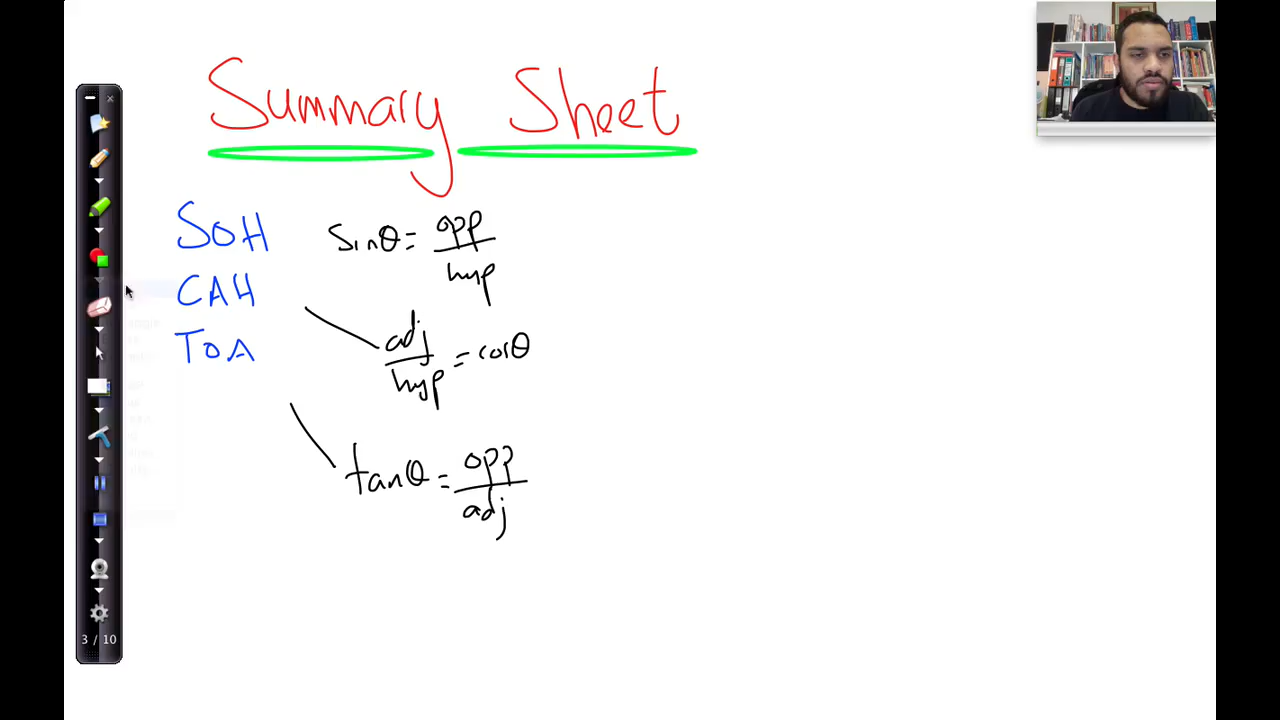 Summary Sheet
SOH
CAH
TOA
sinθ = opp/hyp
adj/hyp = cosθ
tanθ = opp/adj
3 / 10